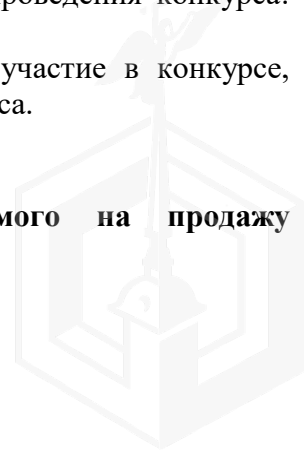 проведения конкурса.
участие в конкурсе,
са.
мого на продажу